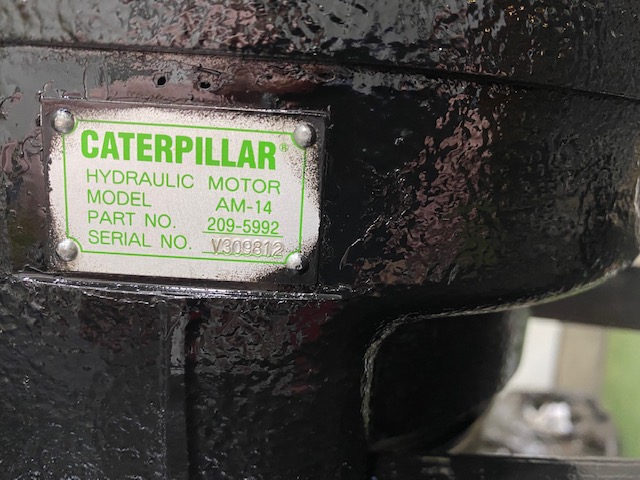 CATERPILLAR®
HYDRAULIC MOTOR
MODEL AM-14
PART NO. 209-5992
SERIAL NO. V309812